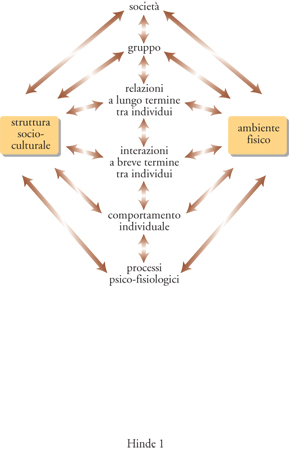 società
gruppo
relazioni
a lungo termine
tra individui
struttura
socio-
culturale
ambiente
fisico
interazioni
a breve termine
tra individui
comportamento
individuale
processi
psico-fisiologici
Hinde 1